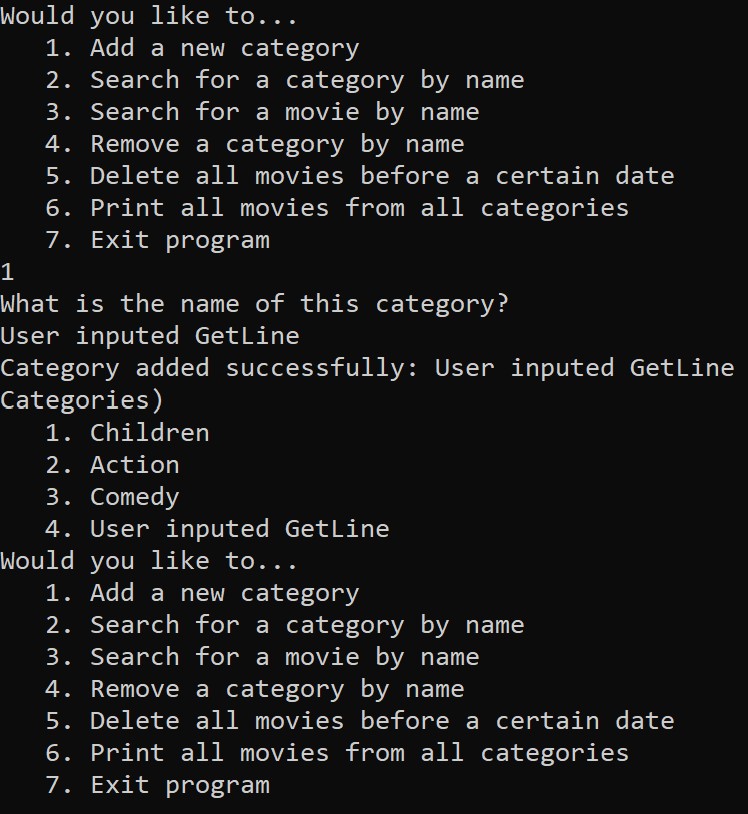 Would you like to...
   1. Add a new category
   2. Search for a category by name
   3. Search for a movie by name
   4. Remove a category by name
   5. Delete all movies before a certain date
   6. Print all movies from all categories
   7. Exit program
1
What is the name of this category?
User inputed GetLine
Category added successfully: User inputed GetLine
Categories)
   1. Children
   2. Action
   3. Comedy
   4. User inputed GetLine
Would you like to...
   1. Add a new category
   2. Search for a category by name
   3. Search for a movie by name
   4. Remove a category by name
   5. Delete all movies before a certain date
   6. Print all movies from all categories
   7. Exit program